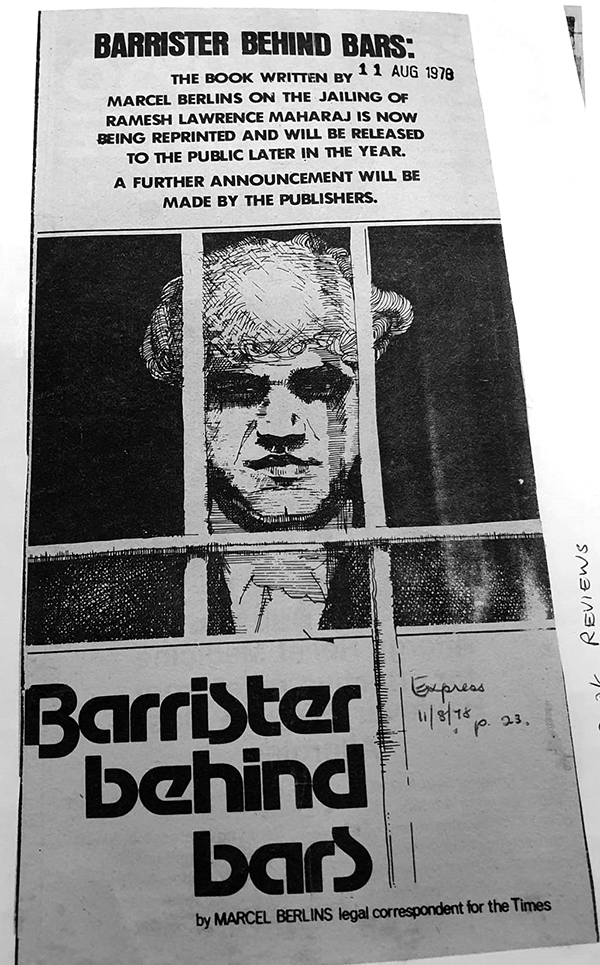 BARRISTER BEHIND BARS:
THE BOOK WRITTEN BY 11 AUG 1978
MARCEL BERLINS ON THE JAILING OF
RAMESH LAWRENCE MAHARAJ IS NOW
BEING REPRINTED AND WILL BE RELEASED
TO THE PUBLIC LATER IN THE YEAR.
A FURTHER ANNOUNCEMENT WILL BE
MADE BY THE PUBLISHERS.
Barrister
behind
bars
Express
11/8/78 p. 23.
by MARCEL BERLINS legal correspondent for the Times
REVIEWS